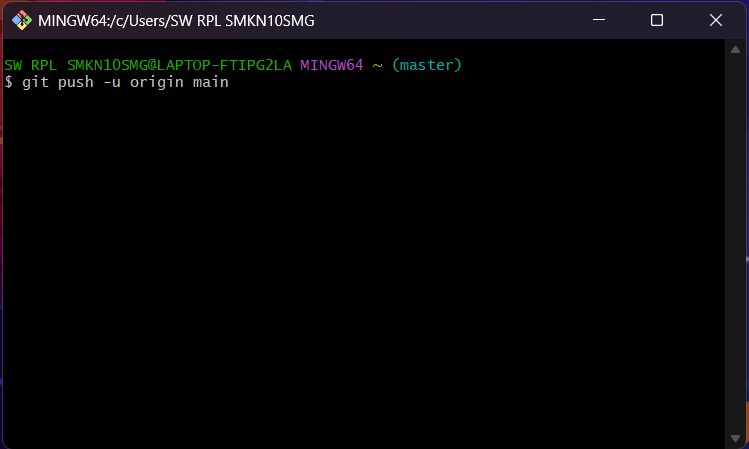 MINGW64:/c/Users/SW RPL SMKN10SMG
SW RPL SMKN10SMG@LAPTOP-FTIPG2LA MINGW64 ~ (master)
$ git push -u origin main